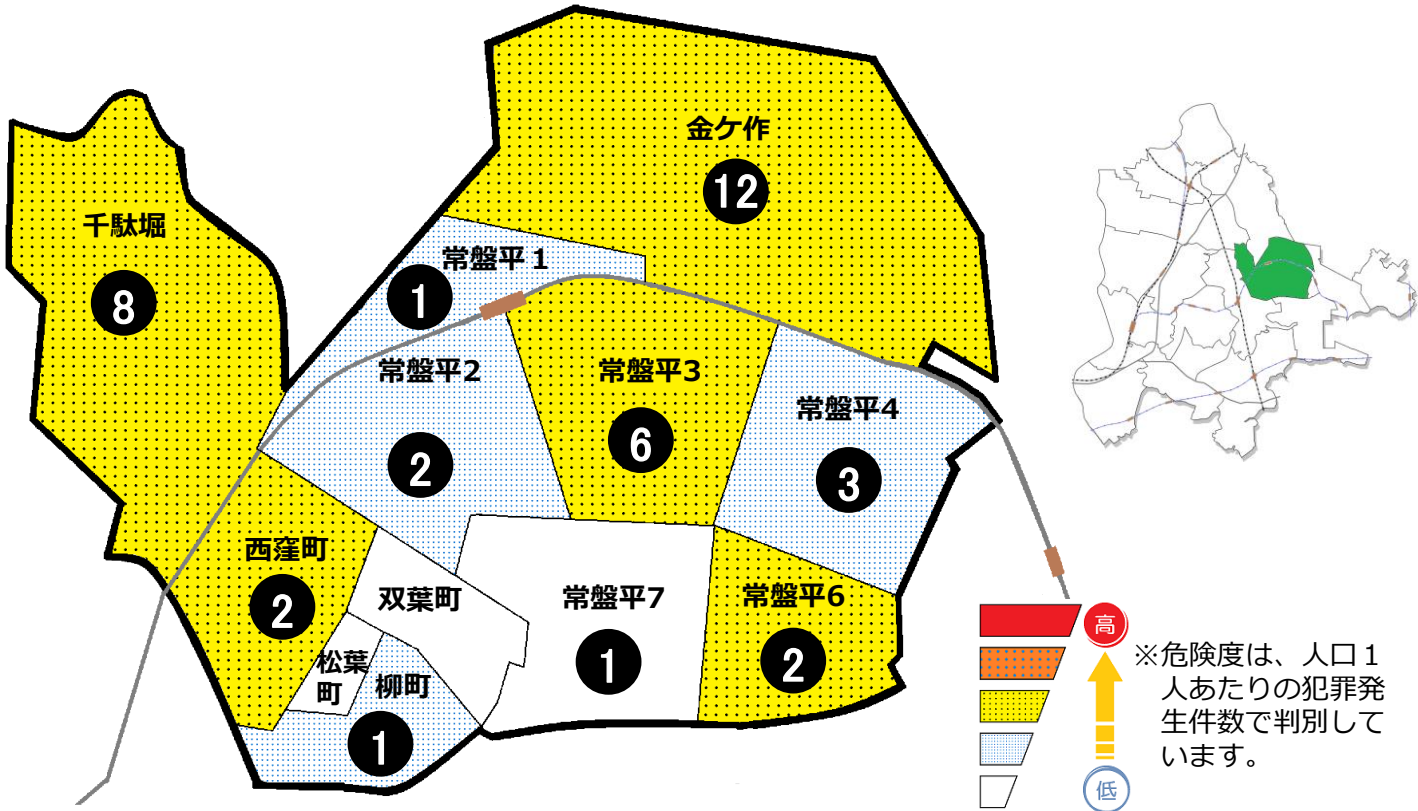 金ケ作
12
千駄堀
8
常盤平1
1
常盤平2
2
常盤平3
6
常盤平4
3
西窪町
2
双葉町
常盤平7
1
常盤平6
2
松葉
町
柳町
1
高
低
※危険度は、人口１
人あたりの犯罪発
生件数で判別して
います。